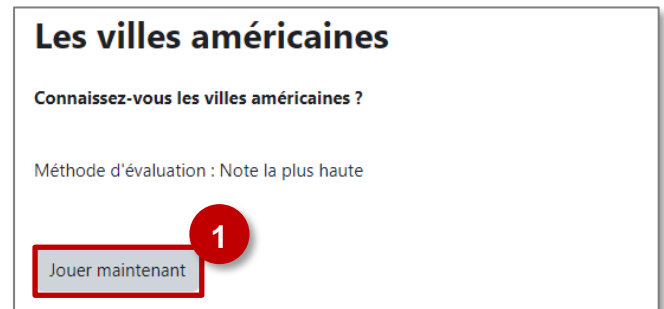 Les villes américaines
Connaissez-vous les villes américaines ?
Méthode d'évaluation : Note la plus haute
1
Jouer maintenant